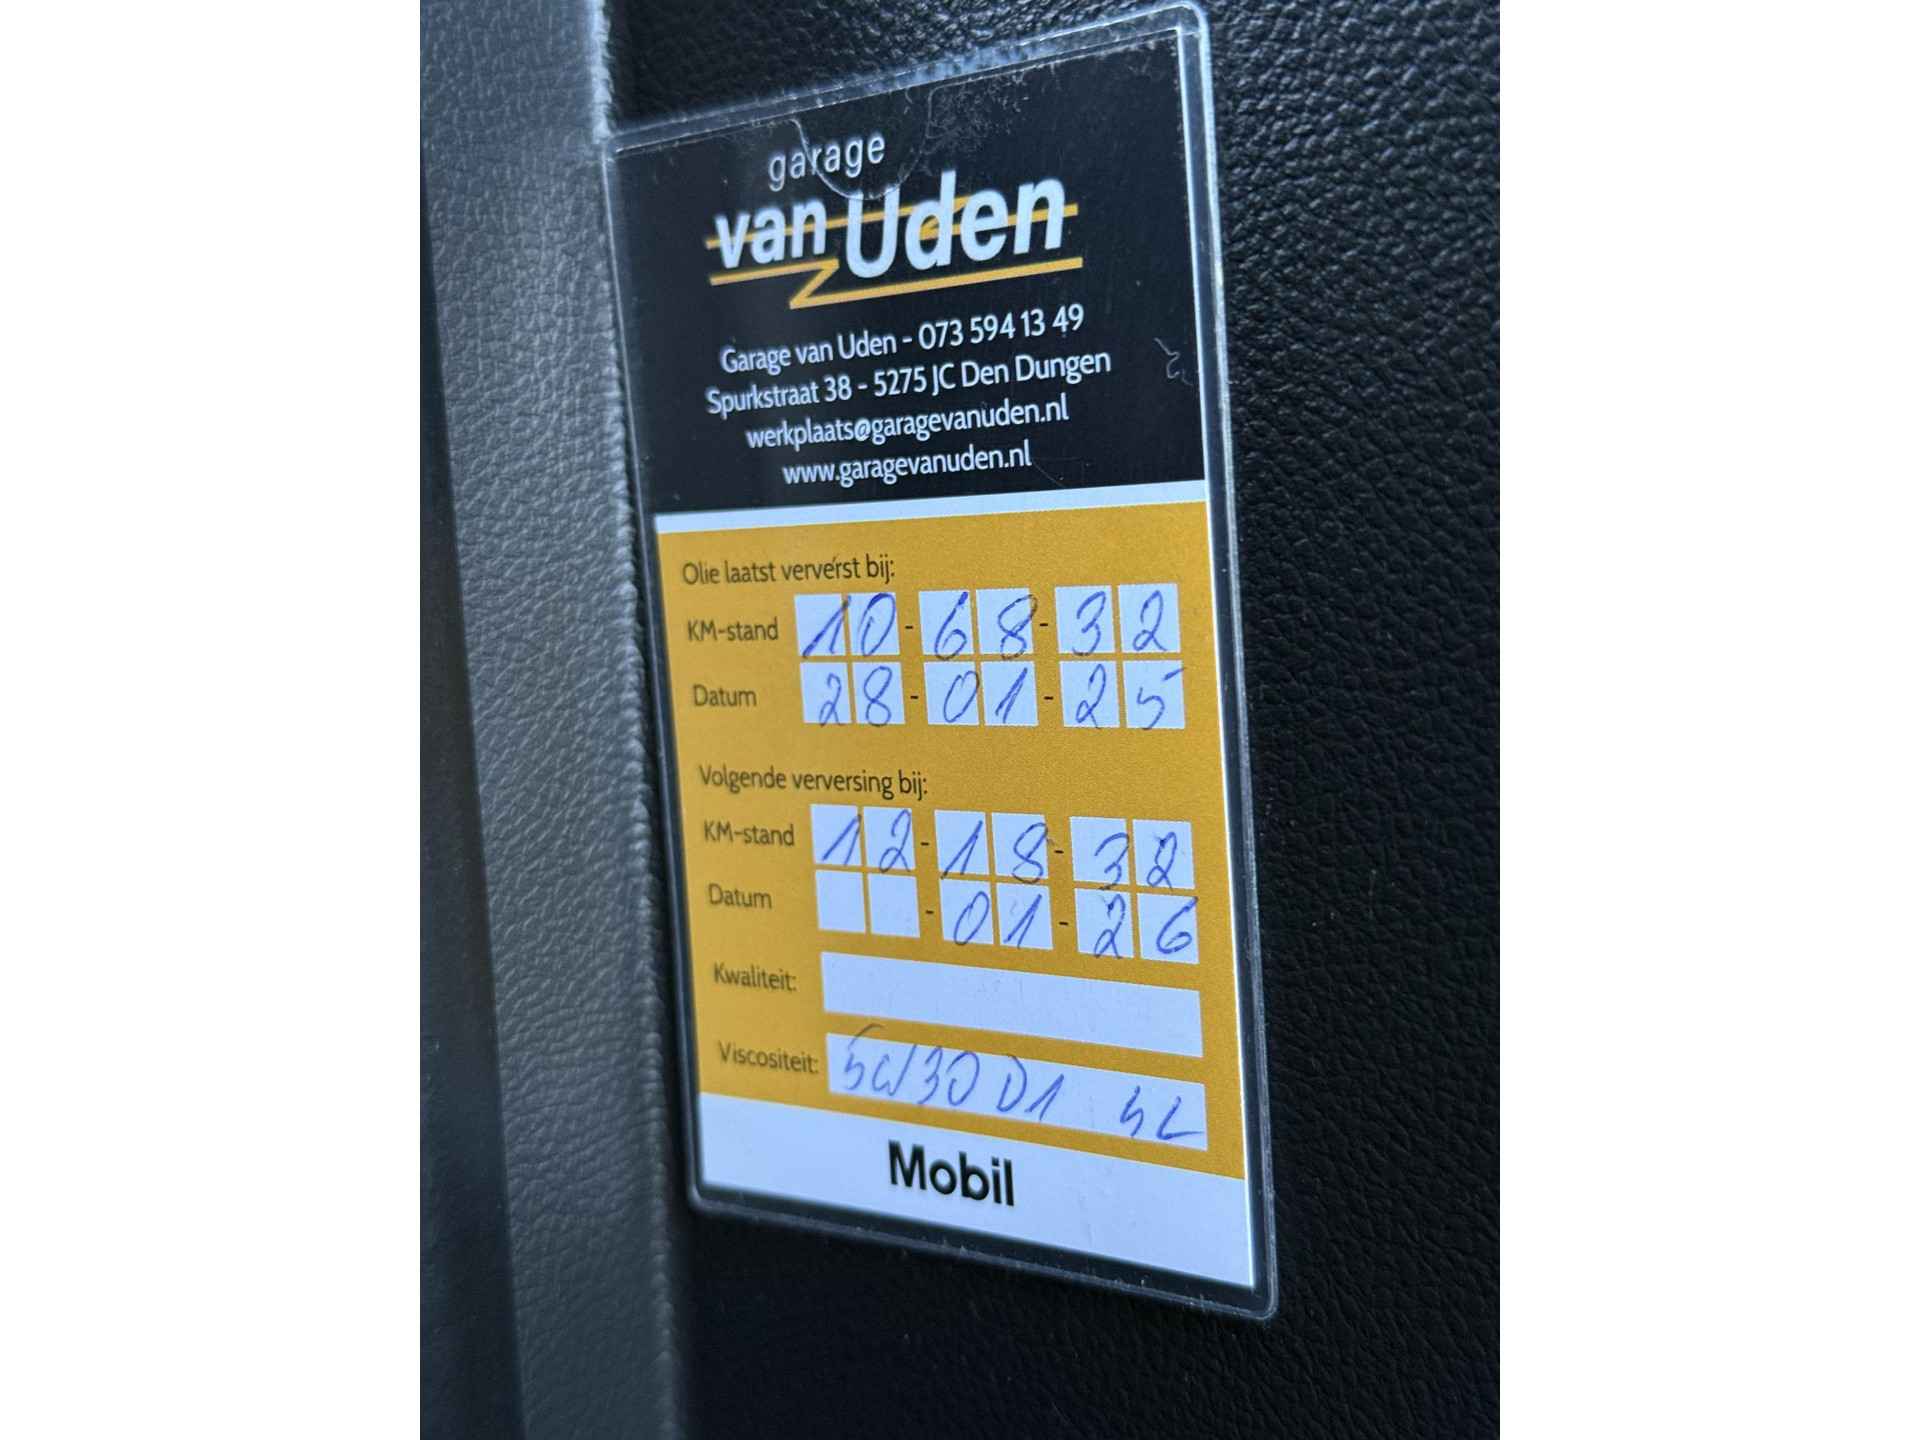 garage
van Uden
Garage van Uden - 073 594 13 49
Spurkstraat 38 - 5275 JC Den Dungen
werkplaats@garagevanuden.nl
www.garagevanuden.nl
Olie laatst ververst bij:
KM-stand 10-68-32
Datum 28-01-25
Volgende verversing bij:
KM-stand 12-18-32
Datum -01-26
Kwaliteit:
Viscositeit: 5W30 D1 5L
Mobil